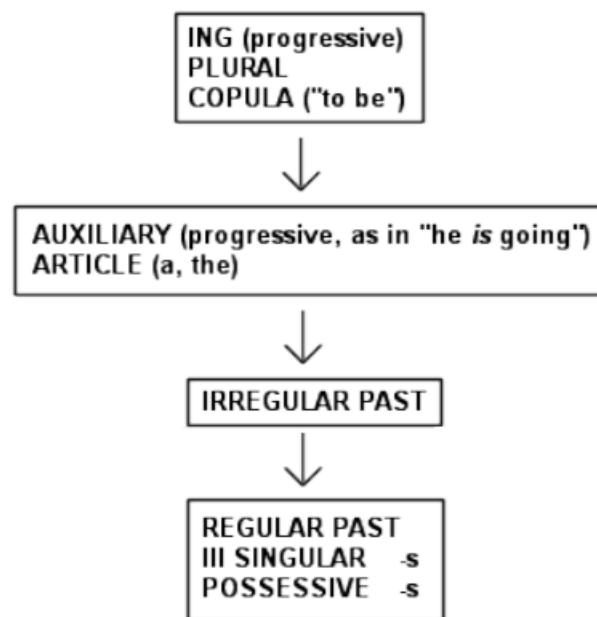 ING (progressive)
PLURAL
COPULA ("to be")
AUXILIARY (progressive, as in "he is going")
ARTICLE (a, the)
IRREGULAR PAST
REGULAR PAST
III SINGULAR -s
POSSESSIVE -s